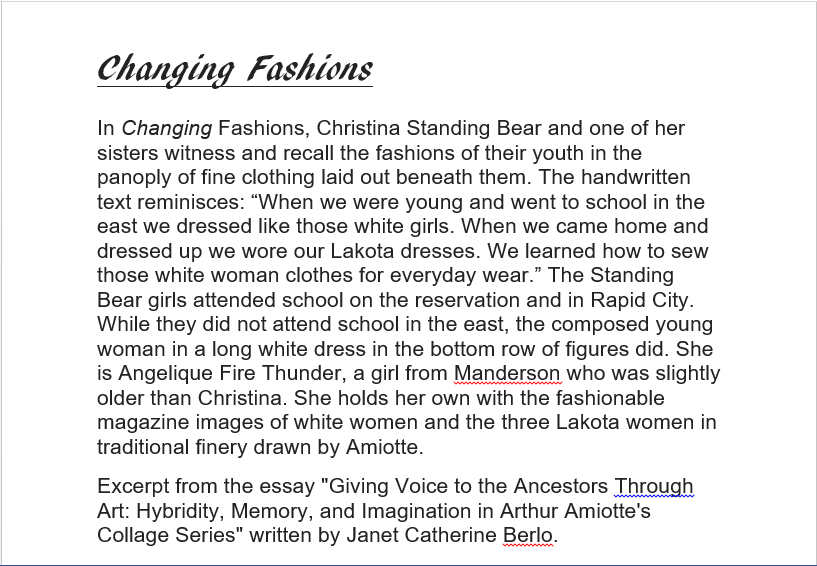 Changing Fashions
In Changing Fashions, Christina Standing Bear and one of her
sisters witness and recall the fashions of their youth in the
panoply of fine clothing laid out beneath them. The handwritten
text reminisces: “When we were young and went to school in the
east we dressed like those white girls. When we came home and
dressed up we wore our Lakota dresses. We learned how to sew
those white woman clothes for everyday wear.” The Standing
Bear girls attended school on the reservation and in Rapid City.
While they did not attend school in the east, the composed young
woman in a long white dress in the bottom row of figures did. She
is Angelique Fire Thunder, a girl from Manderson who was slightly
older than Christina. She holds her own with the fashionable
magazine images of white women and the three Lakota women in
traditional finery drawn by Amiotte.
Excerpt from the essay "Giving Voice to the Ancestors Through
Art: Hybridity, Memory, and Imagination in Arthur Amiotte's
Collage Series" written by Janet Catherine Berlo.